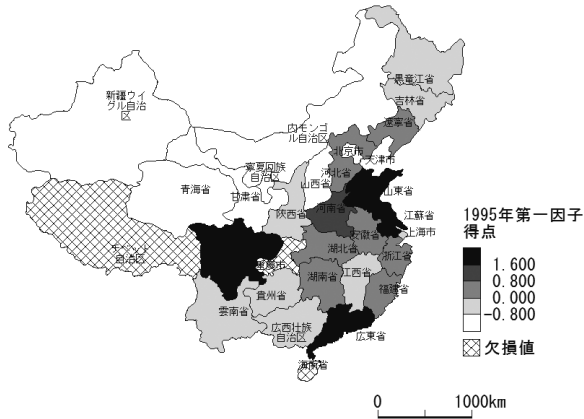 黒竜江省
吉林省
遼寧省
新疆ウイ
グル自治
区
内モンゴ
ル自治区
北京市
天津市
寧夏回族
自治区
河北省
山西省
山東省
青海省
甘粛省
陝西省
河南省
江蘇省
上海市
安徽省
チベット
自治区
重慶市
湖北省
浙江省
湖南省
江西省
福建省
貴州省
雲南省
広西壮族
自治区
広東省
海南省
1995年第一因子
得点
1.600
0.800
0.000
-0.800
欠損値
0
1000km